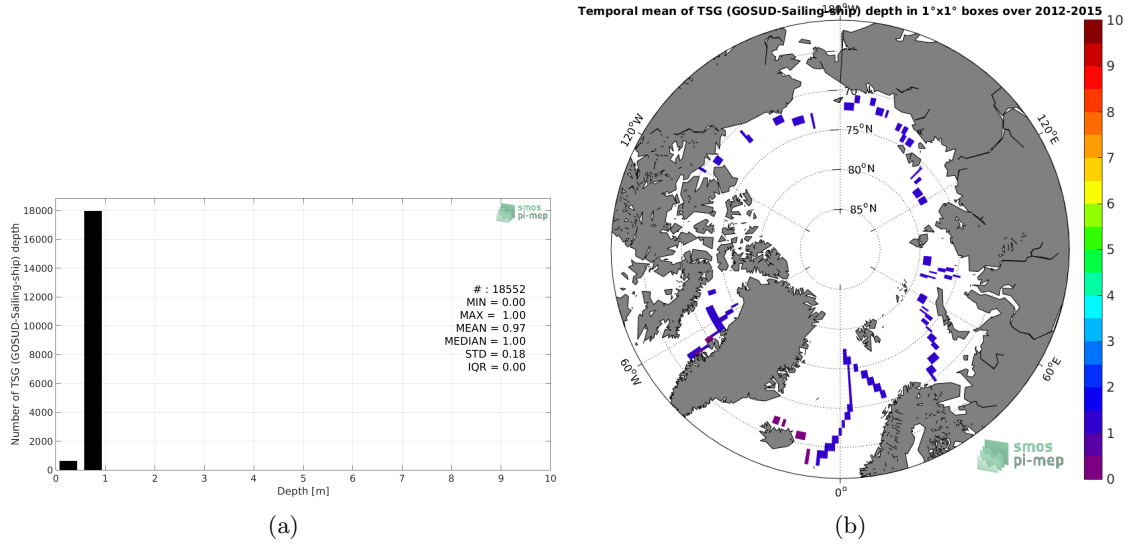 Temporal mean of TSG (GOSUD-Sailing-ship) depth in 1°x1° boxes over 2012-2015
180°W
120°W
120°E
60°W
60°E
0°
70
75°N
80°N
85°N
10
9
8
7
6
5
4
3
2
1
0
smos
pi-mep
18000
16000
14000
12000
10000
8000
6000
4000
2000
0
Number of TSG (GOSUD-Sailing-ship) depth
smos
pi-mep
# : 18552
MIN = 0.00
MAX = 1.00
MEAN = 0.97
MEDIAN = 1.00
STD = 0.18
IQR = 0.00
0 1 2 3 4 5 6 7 8 9 10
Depth [m]
(a)
(b)